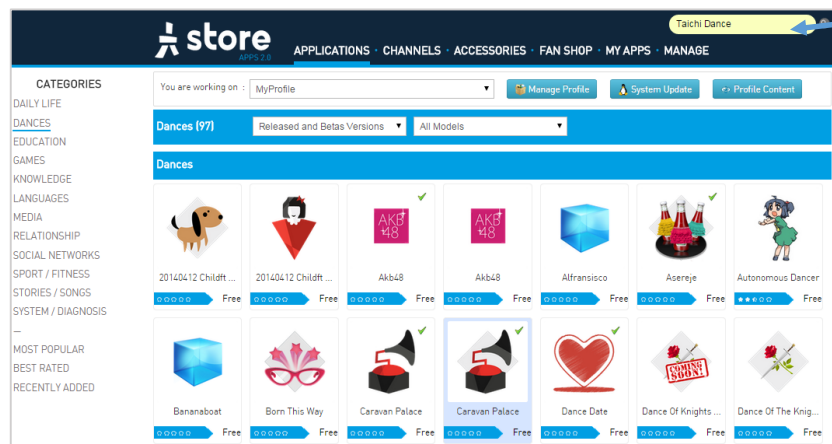 Taichi Dance
store
APPS 2.0
APPLICATIONS · CHANNELS · ACCESSORIES · FAN SHOP · MY APPS · MANAGE
CATEGORIES
DAILY LIFE
DANCES
EDUCATION
GAMES
KNOWLEDGE
LANGUAGES
MEDIA
RELATIONSHIP
SOCIAL NETWORKS
SPORT / FITNESS
STORIES / SONGS
SYSTEM / DIAGNOSIS
—
MOST POPULAR
BEST RATED
RECENTLY ADDED
You are working on : MyProfile Manage Profile System Update Profile Content
Dances (97) Released and Betas Versions All Models
Dances
AKB 48 AKB 48
20140412 Childft ... 20140412 Childft ... Akb48 Akb48 Alfransisco Asereje Autonomous Dancer
Free Free Free Free Free Free Free
COMING SOON!
Bananaboat Born This Way Caravan Palace Caravan Palace Dance Date Dance Of Knights ... Dance Of The Knig...
Free Free Free Free Free Free Free